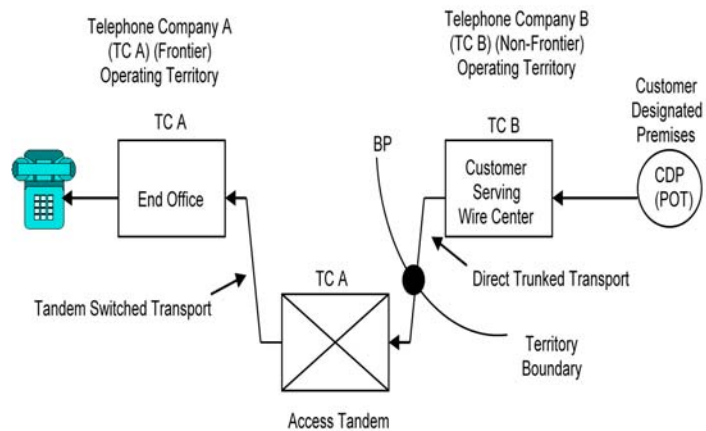 Telephone Company A
(TC A) (Frontier)
Operating Territory
Telephone Company B
(TC B) (Non-Frontier)
Operating Territory
Customer
Designated
Premises
TC A
End Office
BP
TC B
Customer
Serving
Wire Center
CDP
(POT)
Tandem Switched Transport
TC A
Direct Trunked Transport
Territory
Boundary
Access Tandem